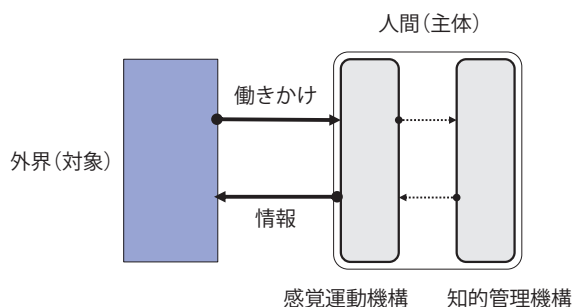 人間（主体）
働きかけ
外界（対象）
情報
感覚運動機構
知的管理機構